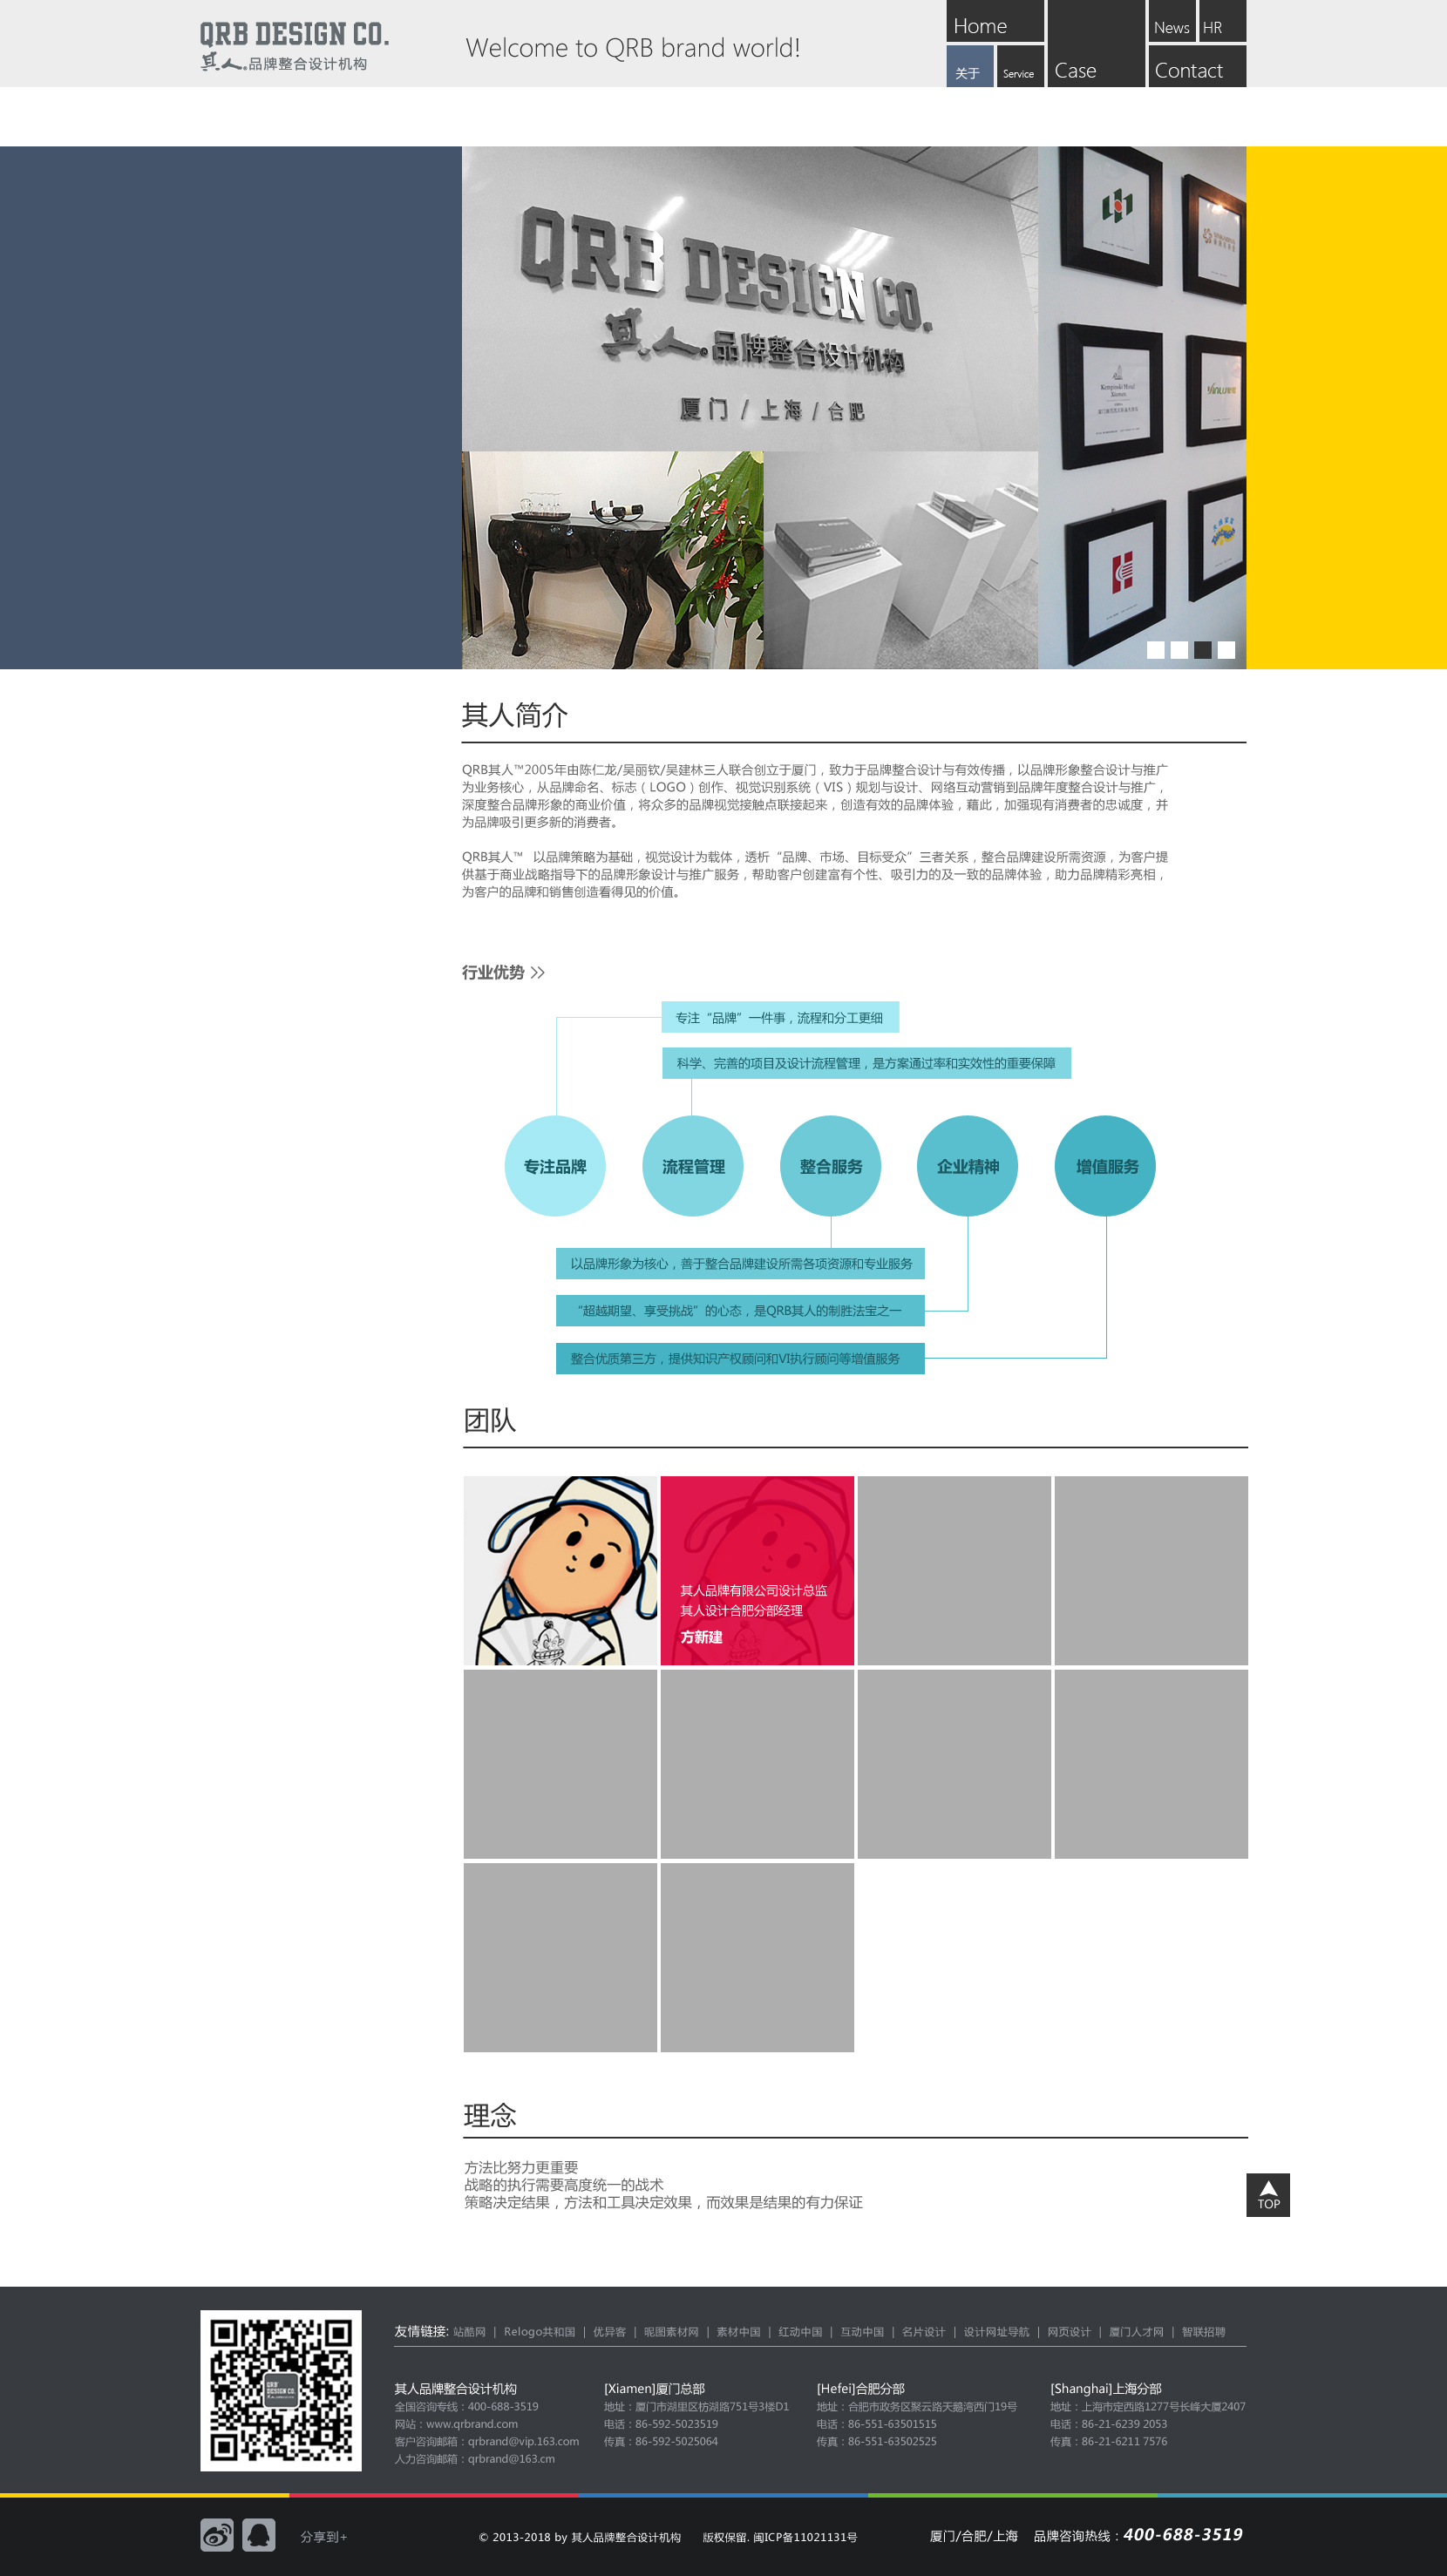 QRB DESIGN CO.
其人.品牌整合设计机构
Welcome to QRB brand world!
Home
关于
Service
Case
News
HR
Contact
QRB DESIGN CO.
其人.品牌整合设计机构
厦门 / 上海 / 合肥
其人简介
QRB其人™2005年由陈仁龙/吴丽钦/吴建林三人联合创立于厦门，致力于品牌整合设计与有效传播，以品牌形象整合设计与推广
为业务核心，从品牌命名、标志（LOGO）创作、视觉识别系统（VIS）规划与设计、网络互动营销到品牌年度整合设计与推广，
深度整合品牌形象的商业价值，将众多的品牌视觉接触点联接起来，创造有效的品牌体验，藉此，加强现有消费者的忠诚度，并
为品牌吸引更多新的消费者。
QRB其人™ 以品牌策略为基础，视觉设计为载体，透析“品牌、市场、目标受众”三者关系，整合品牌建设所需资源，为客户提
供基于商业战略指导下的品牌形象设计与推广服务，帮助客户创建富有个性、吸引力的及一致的品牌体验，助力品牌精彩亮相，
为客户的品牌和销售创造看得见的价值。
行业优势 >>
专注“品牌”一件事，流程和分工更细
科学、完善的项目及设计流程管理，是方案通过率和实效性的重要保障
专注品牌
流程管理
整合服务
企业精神
增值服务
以品牌形象为核心，善于整合品牌建设所需各项资源和专业服务
“超越期望、享受挑战”的心态，是QRB其人的制胜法宝之一
整合优质第三方，提供知识产权顾问和VI执行顾问等增值服务
团队
其人品牌有限公司设计总监
其人设计合肥分部经理
方新建
理念
方法比努力更重要
战略的执行需要高度统一的战术
策略决定结果，方法和工具决定效果，而效果是结果的有力保证
TOP
友情链接: 站酷网 | Relogo共和国 | 优异客 | 昵图素材网 | 素材中国 | 红动中国 | 互动中国 | 名片设计 | 设计网址导航 | 网页设计 | 厦门人才网 | 智联招聘
其人品牌整合设计机构
全国咨询专线：400-688-3519
网站：www.qrbrand.com
客户咨询邮箱：qrbrand@vip.163.com
人力咨询邮箱：qrbrand@163.cm
[Xiamen]厦门总部
地址：厦门市湖里区枋湖路751号3楼D1
电话：86-592-5023519
传真：86-592-5025064
[Hefei]合肥分部
地址：合肥市政务区聚云路天鹅湾西门19号
电话：86-551-63501515
传真：86-551-63502525
[Shanghai]上海分部
地址：上海市定西路1277号长峰大厦2407
电话：86-21-6239 2053
传真：86-21-6211 7576
分享到+
© 2013-2018 by 其人品牌整合设计机构 版权保留. 闽ICP备11021131号
厦门/合肥/上海 品牌咨询热线：400-688-3519